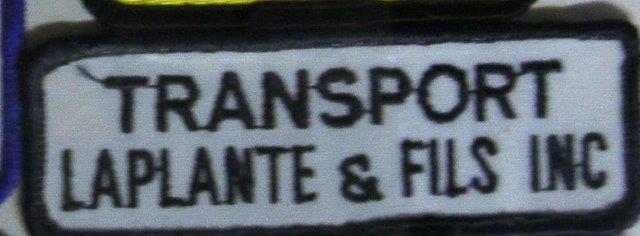 TRANSPORT
LAPLANTE & FILS INC